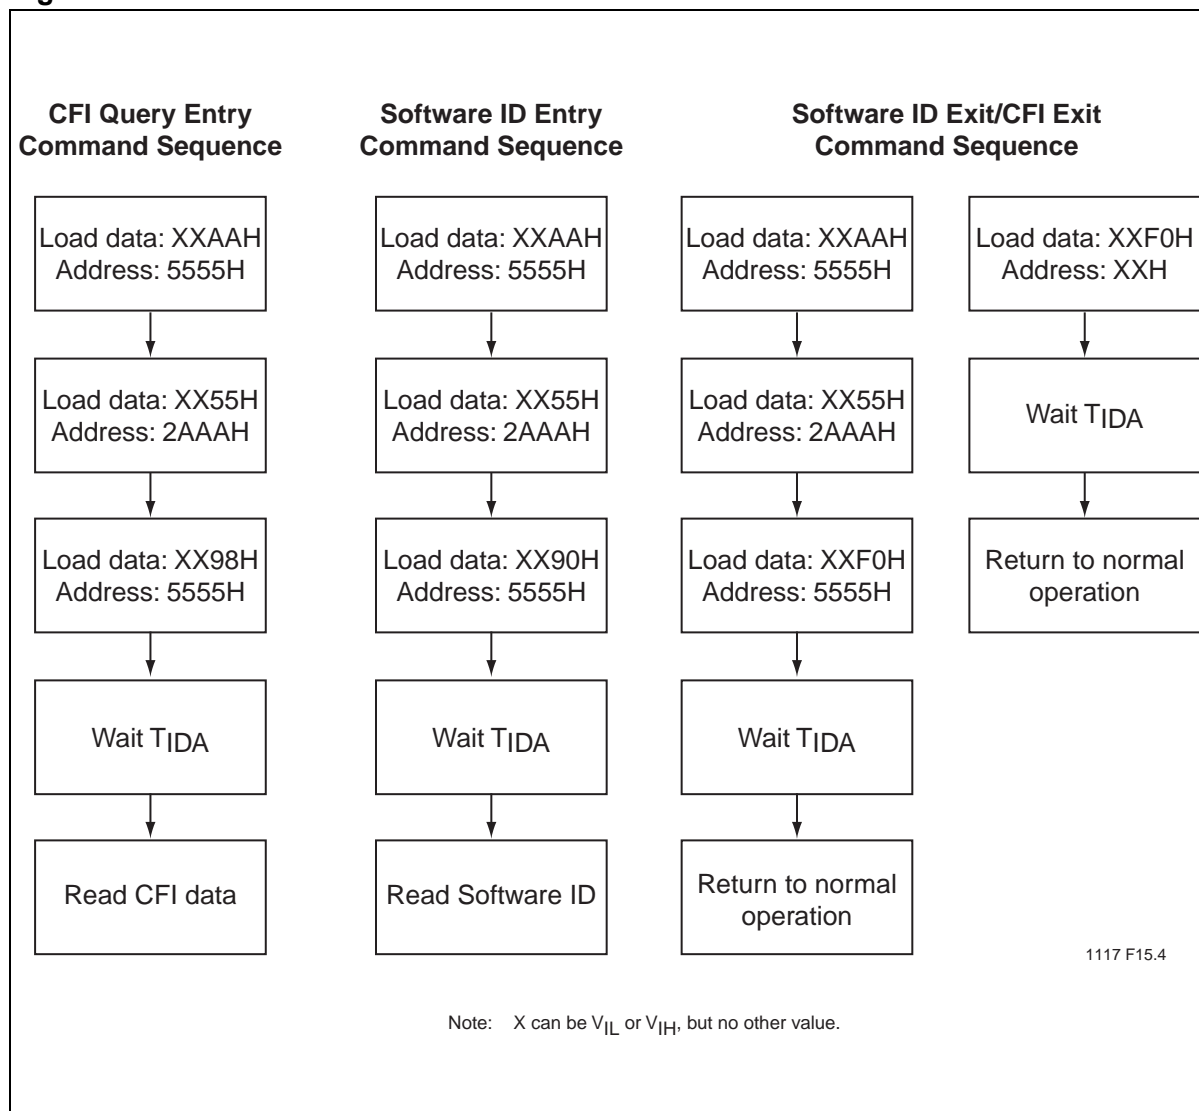 CFI Query Entry
Command Sequence
Load data: XXAAH
Address: 5555H
Load data: XX55H
Address: 2AAAH
Load data: XX98H
Address: 5555H
Wait TIDA
Read CFI data
Software ID Entry
Command Sequence
Load data: XXAAH
Address: 5555H
Load data: XX55H
Address: 2AAAH
Load data: XX90H
Address: 5555H
Wait TIDA
Read Software ID
Software ID Exit/CFI Exit
Command Sequence
Load data: XXAAH
Address: 5555H
Load data: XX55H
Address: 2AAAH
Load data: XXF0H
Address: 5555H
Wait TIDA
Return to normal
operation
Load data: XXF0H
Address: XXH
Wait TIDA
Return to normal
operation
1117 F15.4
Note: X can be VIL or VIH, but no other value.